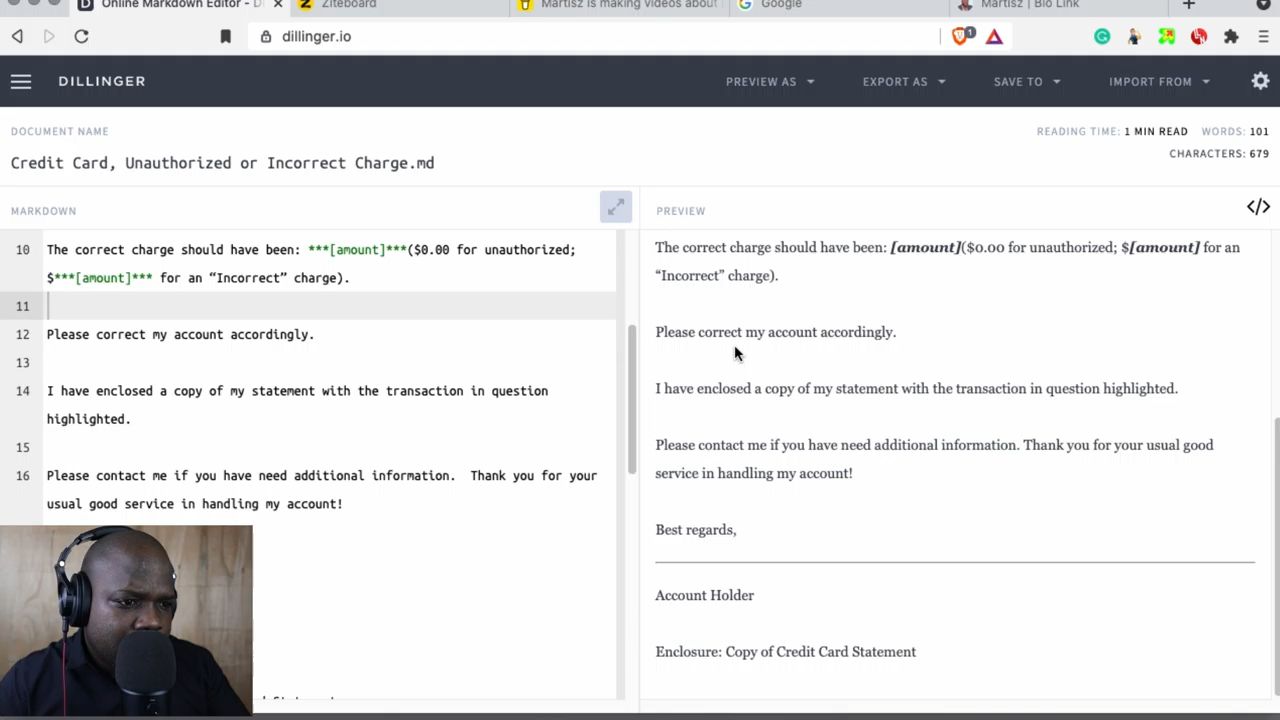 Online Markdown Editor - D
Ziteboard
Martisz is making videos about
Google
Martisz | Bio Link
dillinger.io
1
DILLINGER
PREVIEW AS
EXPORT AS
SAVE TO
IMPORT FROM
DOCUMENT NAME
READING TIME: 1 MIN READ WORDS: 101
CHARACTERS: 679
Credit Card, Unauthorized or Incorrect Charge.md
MARKDOWN
10 The correct charge should have been: ***[amount]***($0.00 for unauthorized;
$***[amount]*** for an “Incorrect” charge).
11
12 Please correct my account accordingly.
13
14 I have enclosed a copy of my statement with the transaction in question
highlighted.
15
16 Please contact me if you have need additional information.  Thank you for your
usual good service in handling my account!
PREVIEW
</>
The correct charge should have been: [amount]($0.00 for unauthorized; $[amount] for an
“Incorrect” charge).
Please correct my account accordingly.
I have enclosed a copy of my statement with the transaction in question highlighted.
Please contact me if you have need additional information. Thank you for your usual good
service in handling my account!
Best regards,
Account Holder
Enclosure: Copy of Credit Card Statement